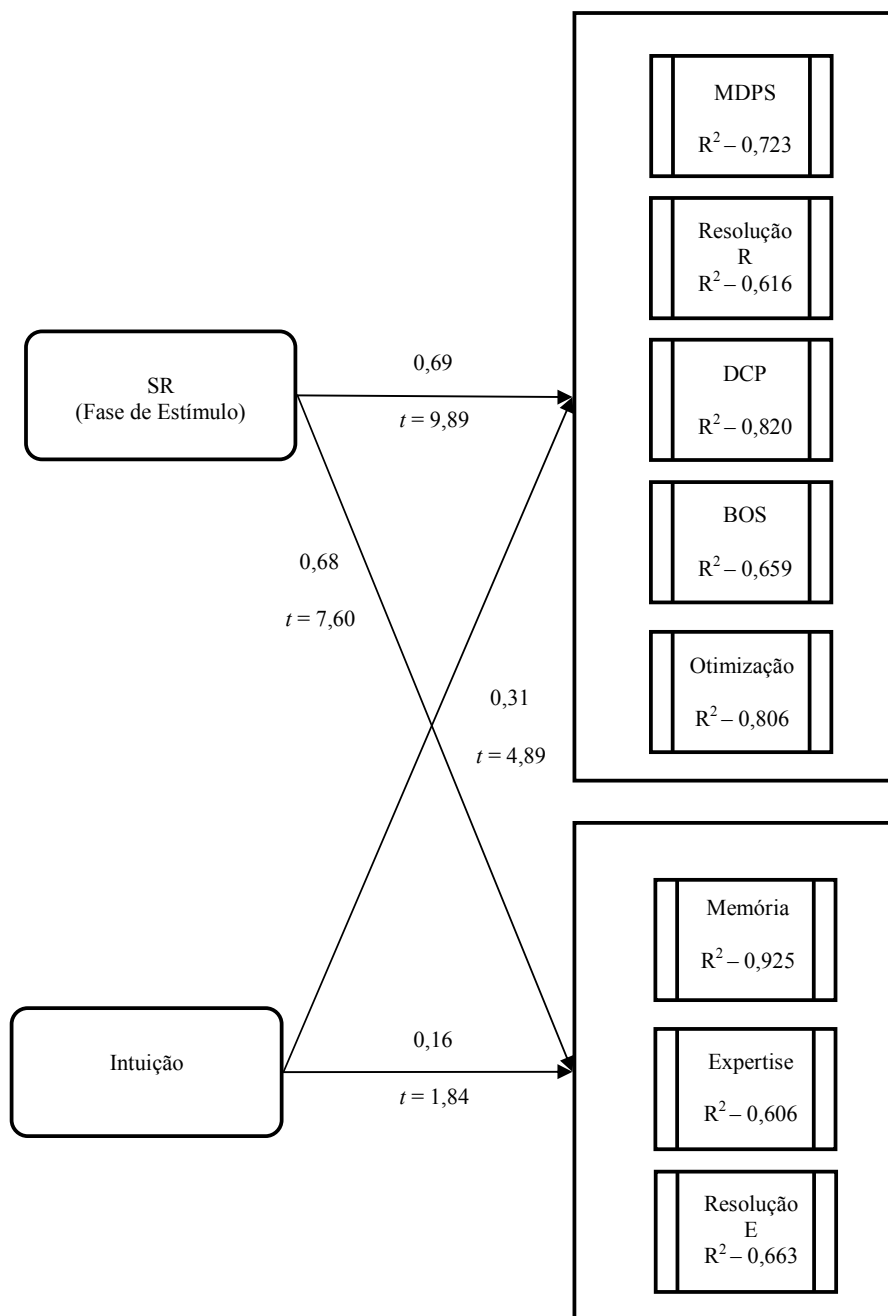 MDPS
R² – 0,723
Resolução
R
R² – 0,616
SR
(Fase de Estímulo)
0,69
t = 9,89
DCP
R² – 0,820
BOS
R² – 0,659
0,68
t = 7,60
Otimização
R² – 0,806
0,31
t = 4,89
Memória
R² – 0,925
Intuição
0,16
t = 1,84
Expertise
R² – 0,606
Resolução
E
R² – 0,663